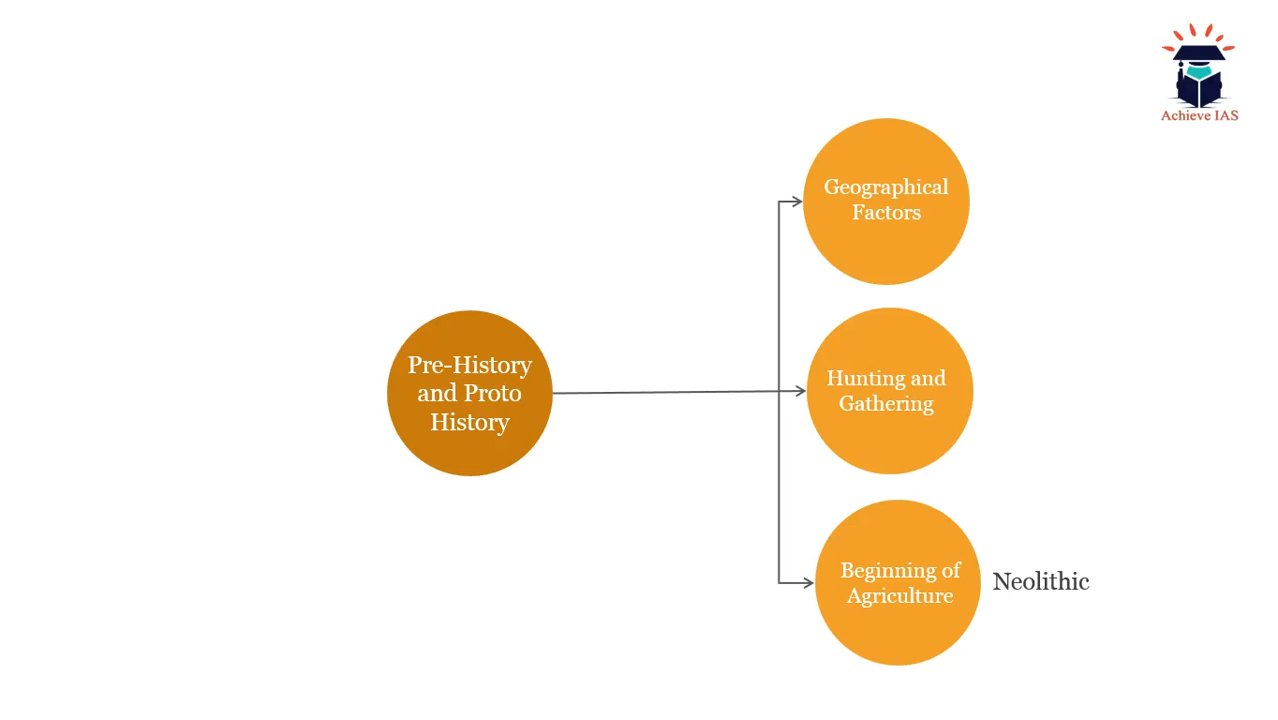 Achieve IAS
Geographical
Factors
Pre-History
and Proto
History
Hunting and
Gathering
Beginning of
Agriculture
Neolithic